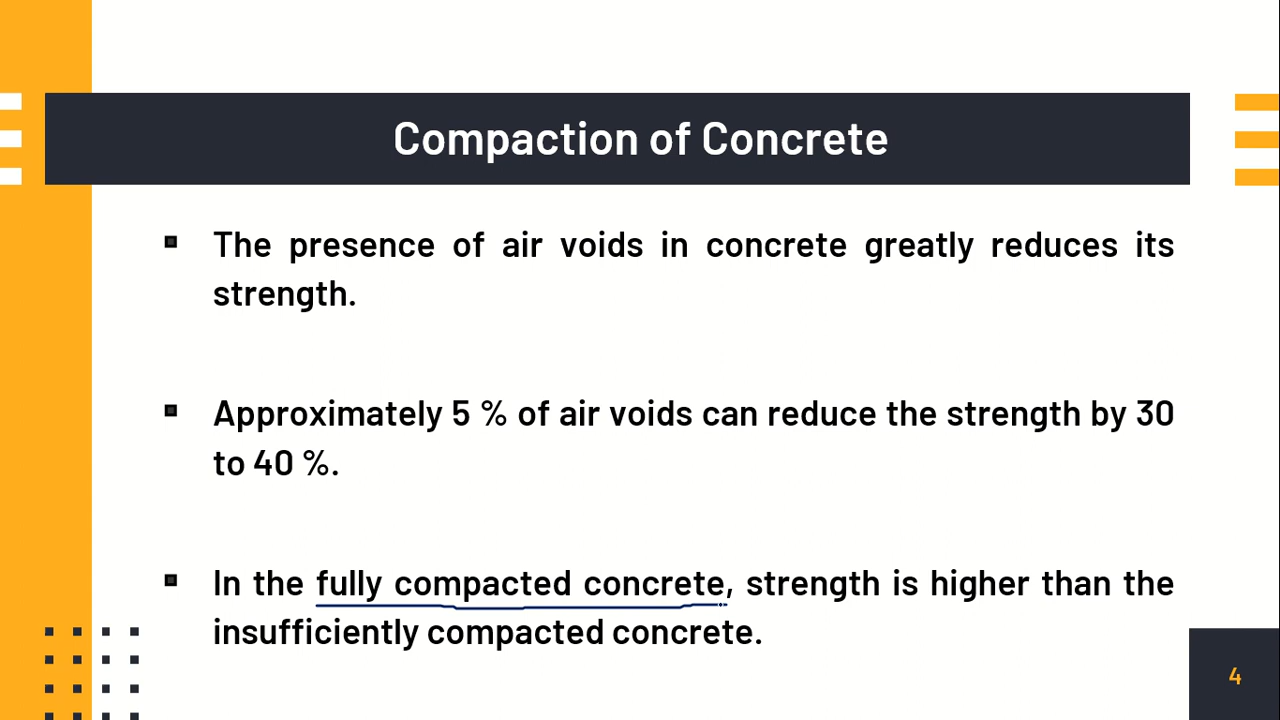 Compaction of Concrete
The presence of air voids in concrete greatly reduces its
strength.
Approximately 5 % of air voids can reduce the strength by 30
to 40 %.
In the fully compacted concrete, strength is higher than the
insufficiently compacted concrete.
4